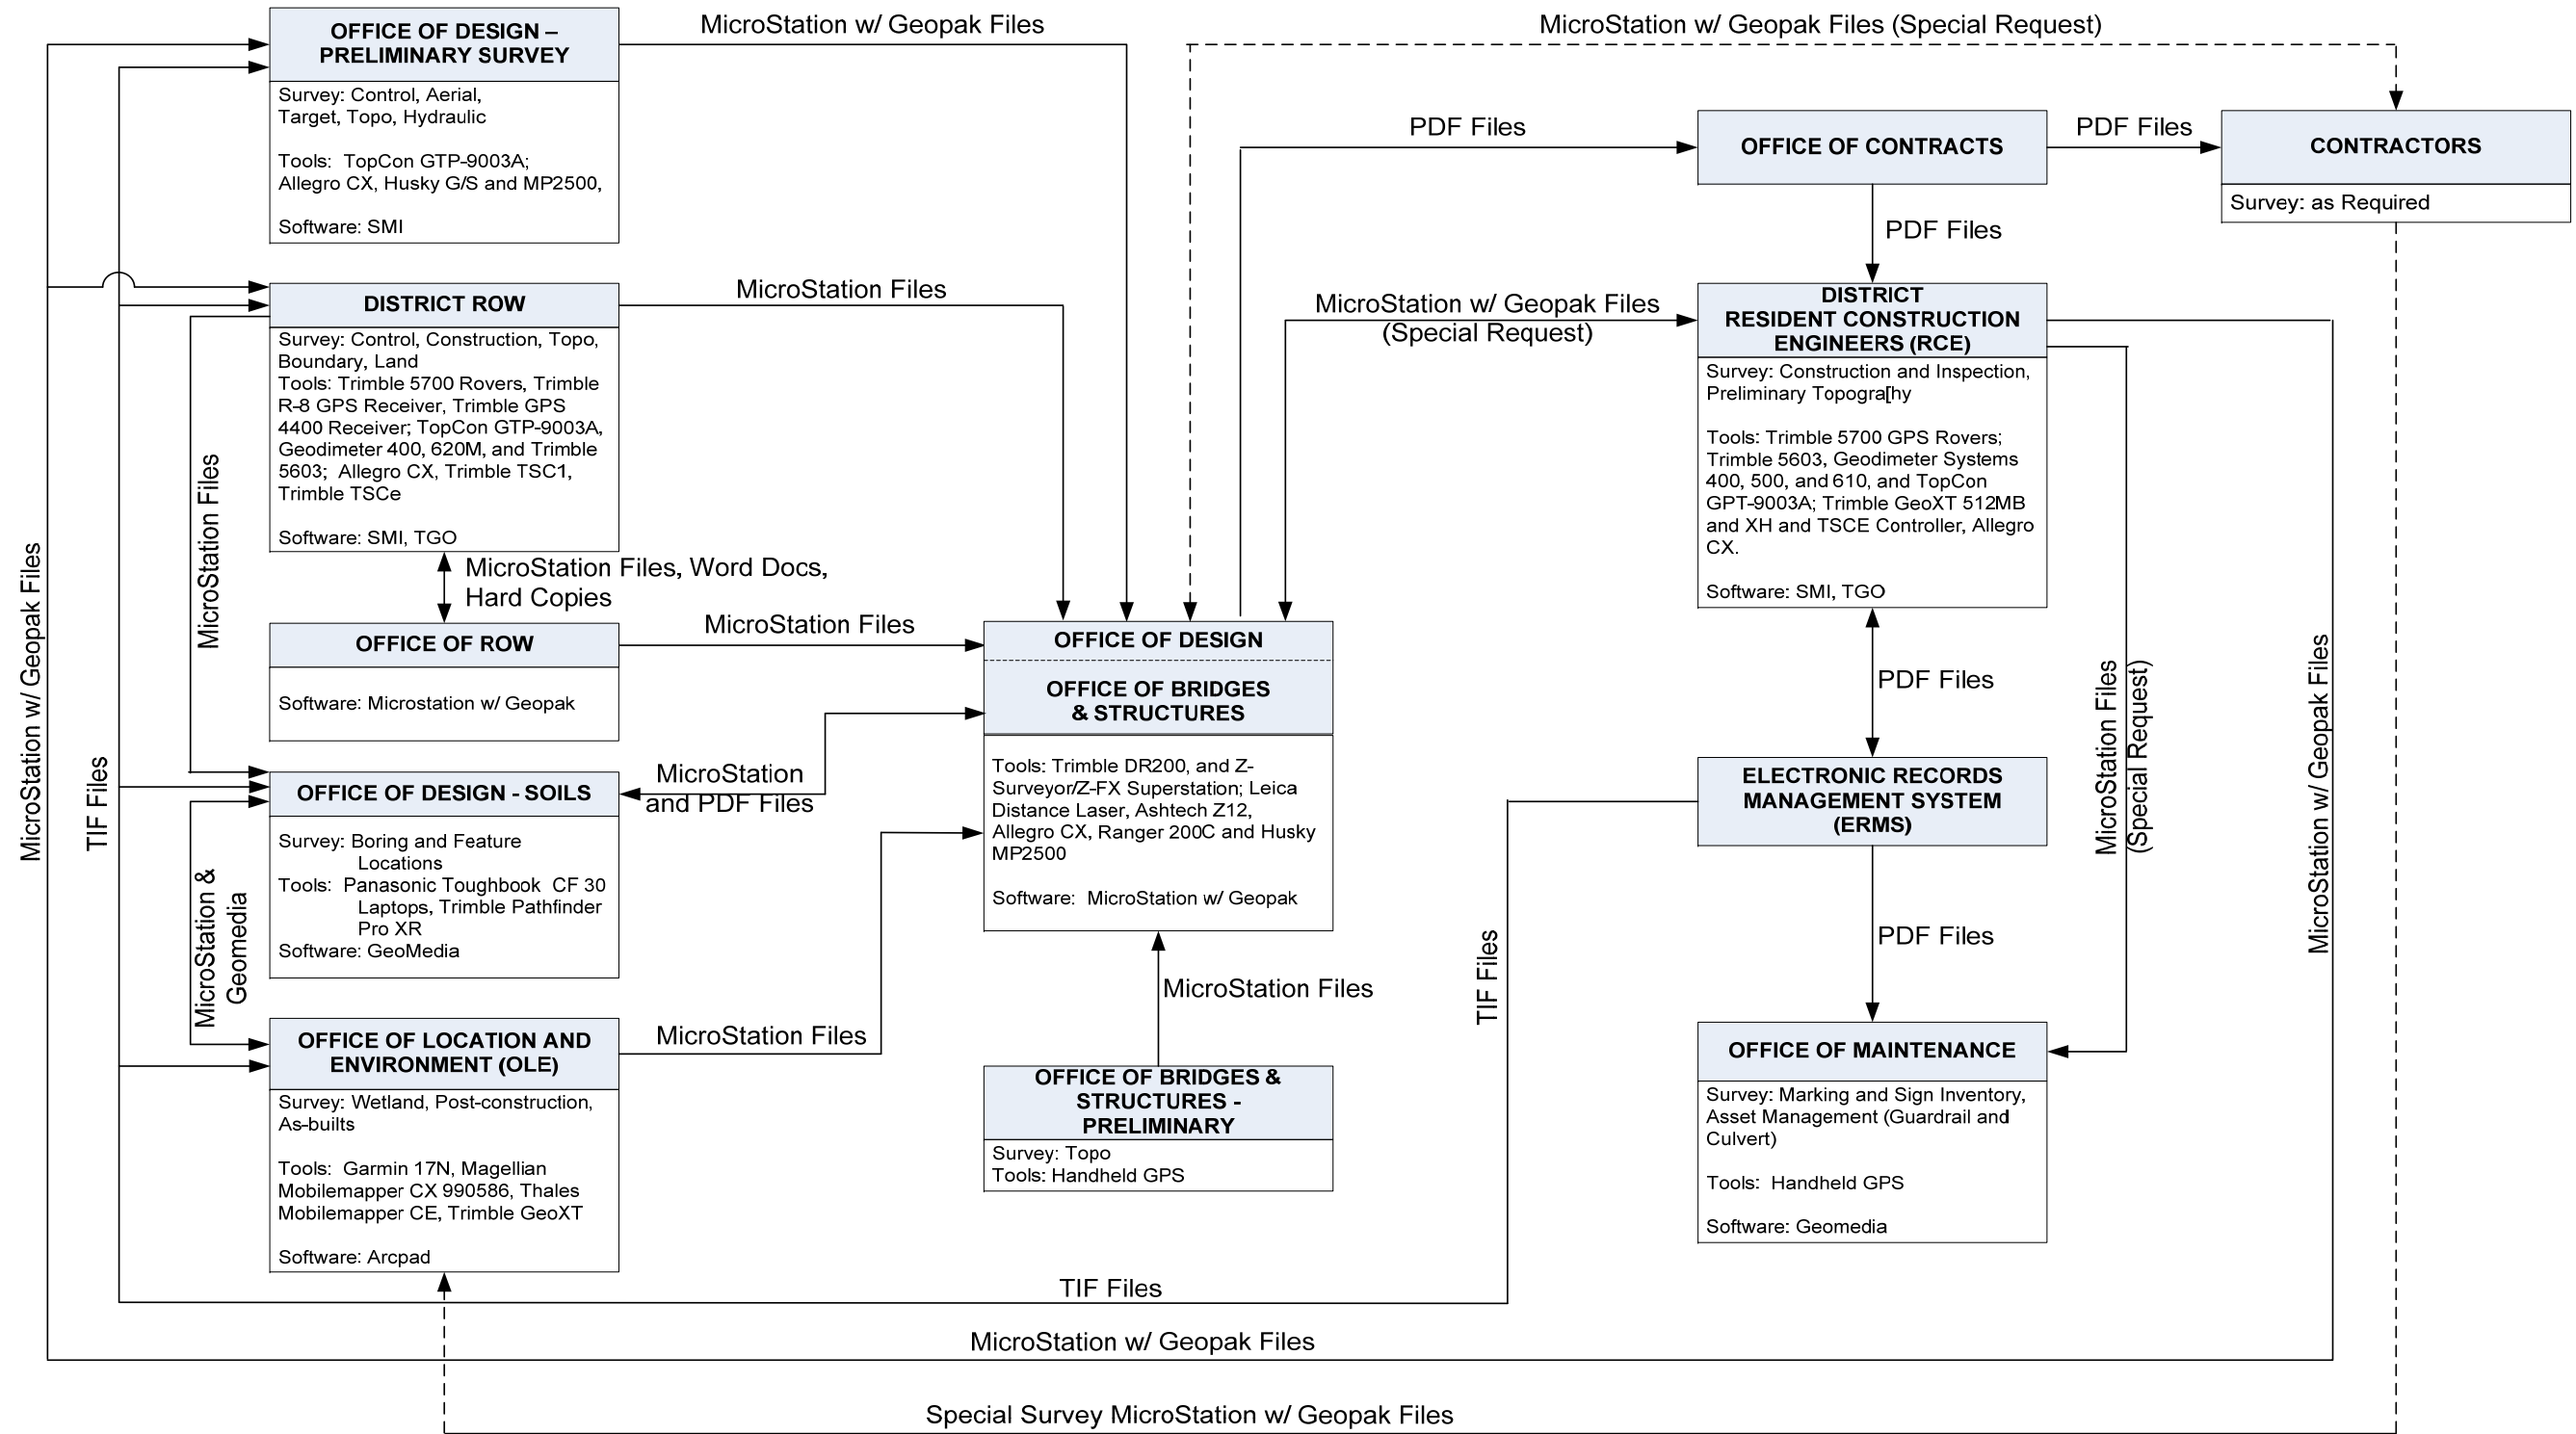 MicroStation w/ Geopak Files
MicroStation w/ Geopak Files (Special Request)
OFFICE OF DESIGN –
PRELIMINARY SURVEY
Survey: Control, Aerial,
Target, Topo, Hydraulic
Tools:  TopCon GTP-9003A;
Allegro CX, Husky G/S and MP2500,
Software: SMI
PDF Files
OFFICE OF CONTRACTS
PDF Files
CONTRACTORS
Survey: as Required
PDF Files
MicroStation Files
DISTRICT ROW
Survey: Control, Construction, Topo,
Boundary, Land
Tools: Trimble 5700 Rovers, Trimble
R-8 GPS Receiver, Trimble GPS
4400 Receiver; TopCon GTP-9003A,
Geodimeter 400, 620M, and Trimble
5603;  Allegro CX, Trimble TSC1,
Trimble TSCe
Software: SMI, TGO
MicroStation w/ Geopak Files
(Special Request)
DISTRICT
RESIDENT CONSTRUCTION
ENGINEERS (RCE)
Survey: Construction and Inspection,
Preliminary Topogra[hy
Tools: Trimble 5700 GPS Rovers;
Trimble 5603, Geodimeter Systems
400, 500, and 610, and TopCon
GPT-9003A; Trimble GeoXT 512MB
and XH and TSCE Controller, Allegro
CX.
Software: SMI, TGO
MicroStation Files
MicroStation w/ Geopak Files
TIF Files
MicroStation Files, Word Docs,
Hard Copies
OFFICE OF ROW
Software: Microstation w/ Geopak
MicroStation Files
OFFICE OF DESIGN
OFFICE OF BRIDGES
& STRUCTURES
Tools: Trimble DR200, and Z-
Surveyor/Z-FX Superstation; Leica
Distance Laser, Ashtech Z12,
Allegro CX, Ranger 200C and Husky
MP2500
Software:  MicroStation w/ Geopak
PDF Files
MicroStation Files
(Special Request)
MicroStation w/ Geopak Files
OFFICE OF DESIGN - SOILS
Survey: Boring and Feature
Locations
Tools:  Panasonic Toughbook  CF 30
Laptops, Trimble Pathfinder
Pro XR
Software: GeoMedia
MicroStation
and PDF Files
ELECTRONIC RECORDS
MANAGEMENT SYSTEM
(ERMS)
PDF Files
TIF Files
MicroStation &
Geomedia
MicroStation Files
OFFICE OF LOCATION AND
ENVIRONMENT (OLE)
Survey: Wetland, Post-construction,
As-builts
Tools:  Garmin 17N, Magellian
Mobilemapper CX 990586, Thales
Mobilemapper CE, Trimble GeoXT
Software: Arcpad
MicroStation Files
OFFICE OF BRIDGES &
STRUCTURES -
PRELIMINARY
Survey: Topo
Tools: Handheld GPS
OFFICE OF MAINTENANCE
Survey: Marking and Sign Inventory,
Asset Management (Guardrail and
Culvert)
Tools:  Handheld GPS
Software: Geomedia
TIF Files
MicroStation w/ Geopak Files
Special Survey MicroStation w/ Geopak Files